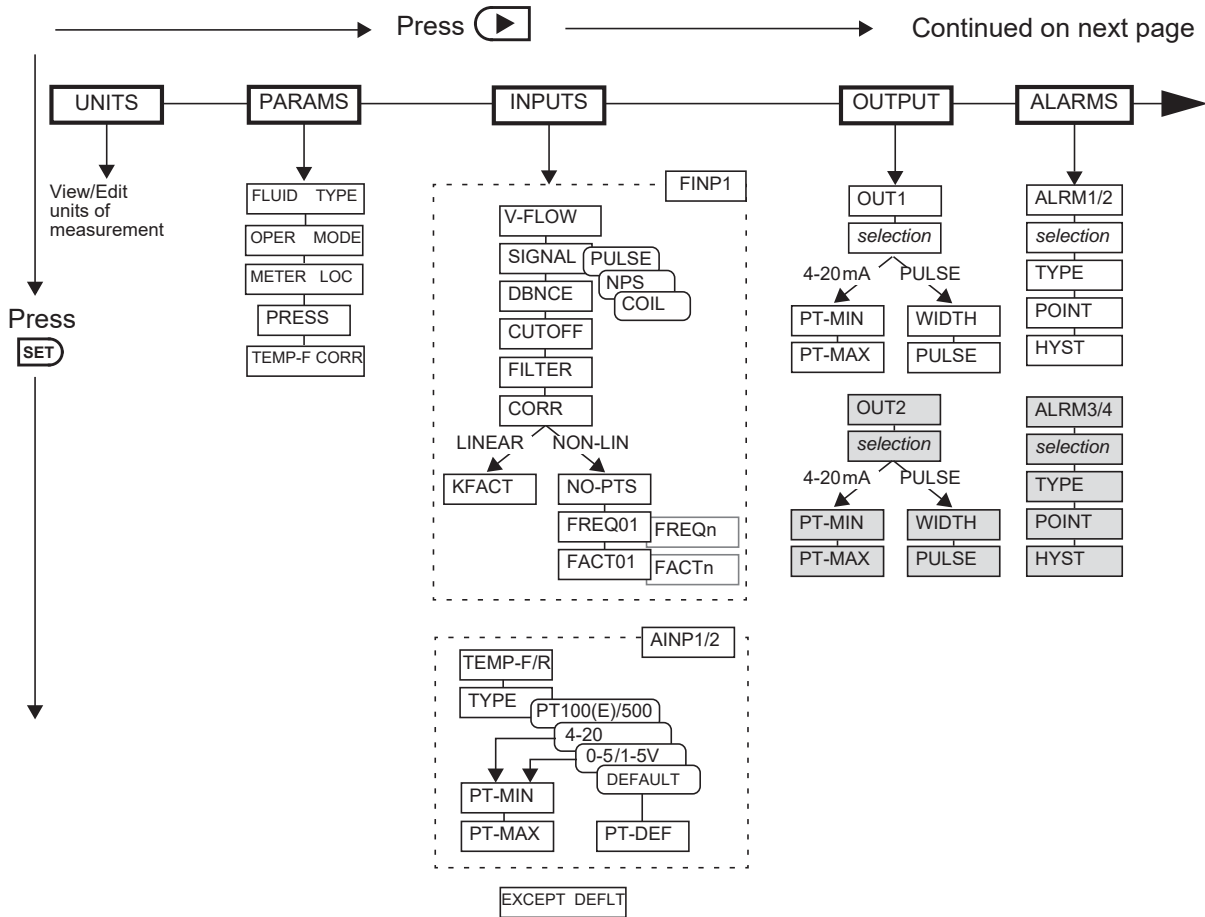 Press
Continued on next page
UNITS
PARAMS
INPUTS
OUTPUT
ALARMS
View/Edit
units of
measurement
FLUID TYPE
OPER MODE
METER LOC
PRESS
TEMP-F CORR
Press
SET
FINP1
V-FLOW
SIGNAL
PULSE
NPS
COIL
DBNCE
CUTOFF
FILTER
CORR
LINEAR
NON-LIN
KFACT
NO-PTS
FREQ01
FREQn
FACT01
FACTn
AINP1/2
TEMP-F/R
TYPE
PT100(E)/500
4-20
0-5/1-5V
DEFAULT
PT-MIN
PT-MAX
PT-DEF
EXCEPT DEFLT
OUT1
selection
4-20mA
PULSE
PT-MIN
WIDTH
PT-MAX
PULSE
OUT2
selection
4-20mA
PULSE
PT-MIN
WIDTH
PT-MAX
PULSE
ALRM1/2
selection
TYPE
POINT
HYST
ALRM3/4
selection
TYPE
POINT
HYST